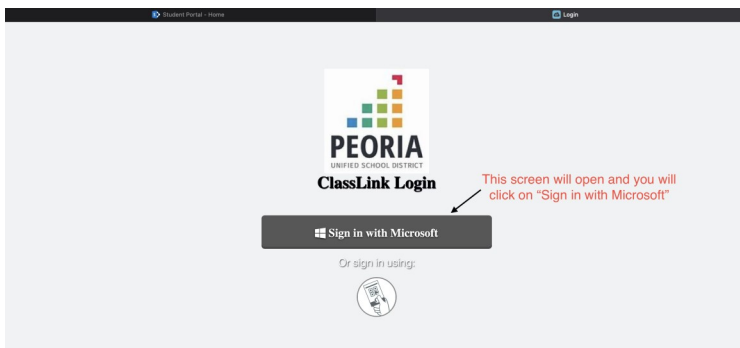 Student Portal - Home
Login
PEORIA
UNIFIED SCHOOL DISTRICT
ClassLink Login
This screen will open and you will
click on “Sign in with Microsoft”
Sign in with Microsoft
Or sign in using: